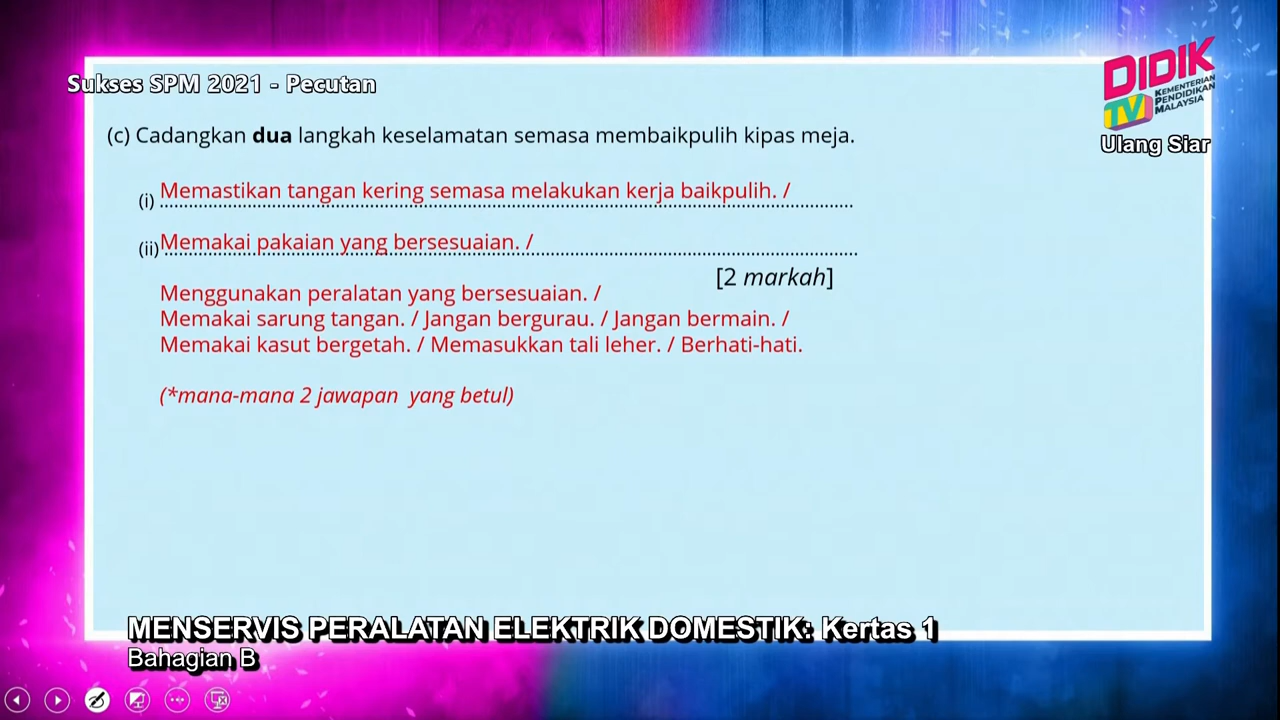 Sukses SPM 2021 - Pecutan
DIDIK
TV
KEMENTERIAN
PENDIDIKAN
MALAYSIA
Ulang Siar
(c) Cadangkan dua langkah keselamatan semasa membaikpulih kipas meja.
(i) Memastikan tangan kering semasa melakukan kerja baikpulih. /
(ii) Memakai pakaian yang bersesuaian. /
[2 markah]
Menggunakan peralatan yang bersesuaian. /
Memakai sarung tangan. / Jangan bergurau. / Jangan bermain. /
Memakai kasut bergetah. / Memasukkan tali leher. / Berhati-hati.
(*mana-mana 2 jawapan yang betul)
MENSERVIS PERALATAN ELEKTRIK DOMESTIK: Kertas 1
Bahagian B